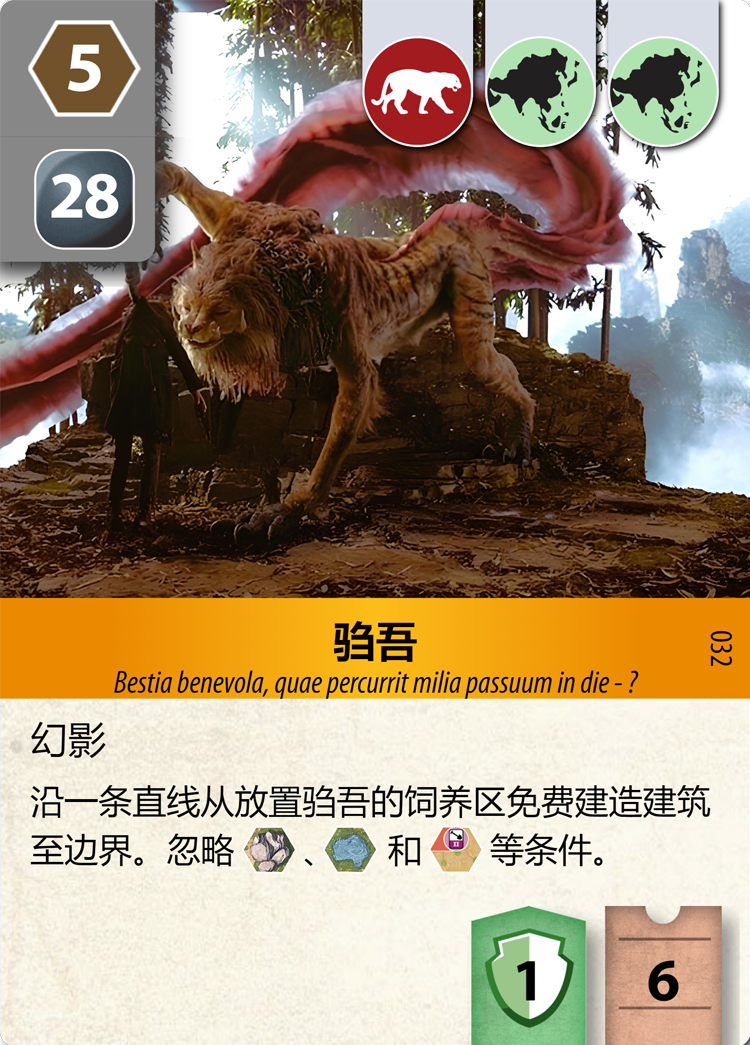 5
28
驺吾
Bestia benevola, quae percurrit milia passuum in die - ?
032
幻影
沿一条直线从放置驺吾的饲养区免费建造建筑
至边界。忽略 、 和 II 等条件。
1
6